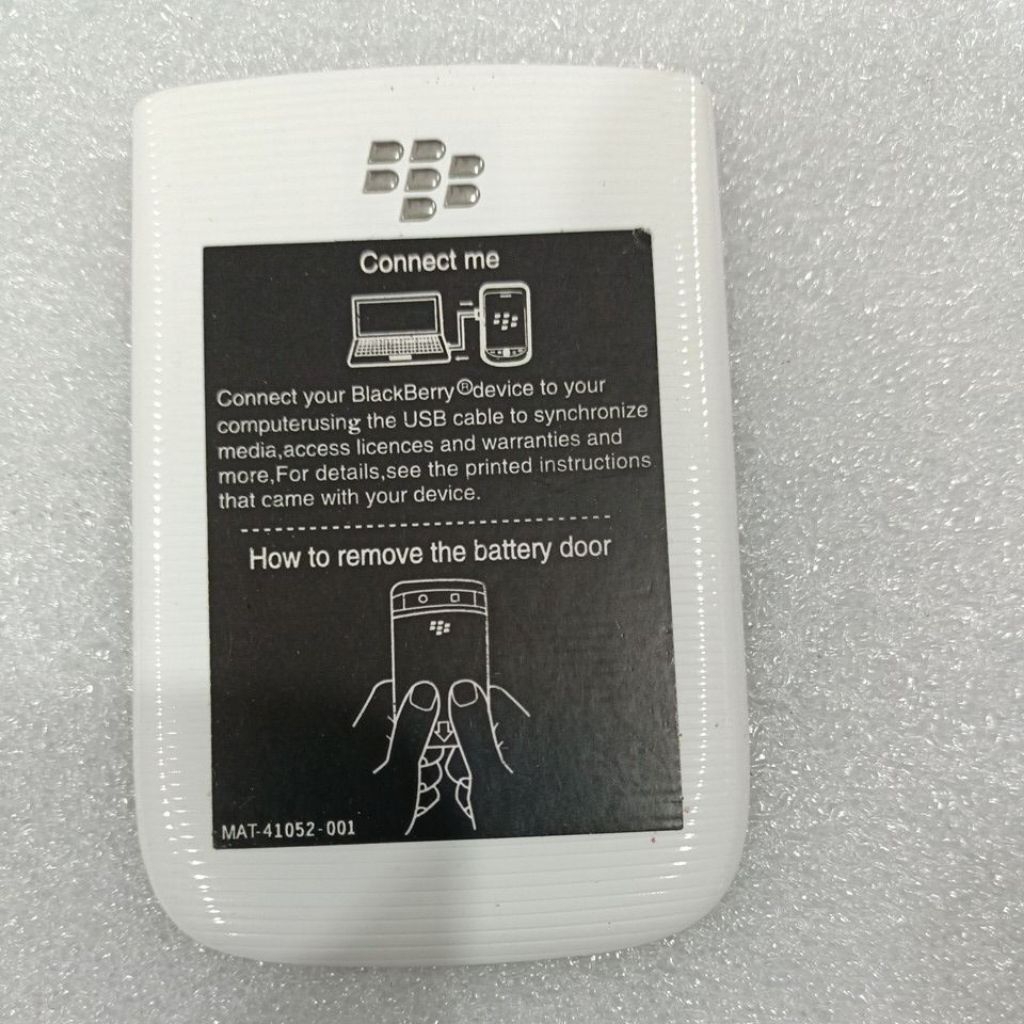 Connect me
Connect your BlackBerry®device to your
computerusing the USB cable to synchronize
media,access licences and warranties and
more,For details,see the printed instructions
that came with your device.
How to remove the battery door
MAT-41052-001